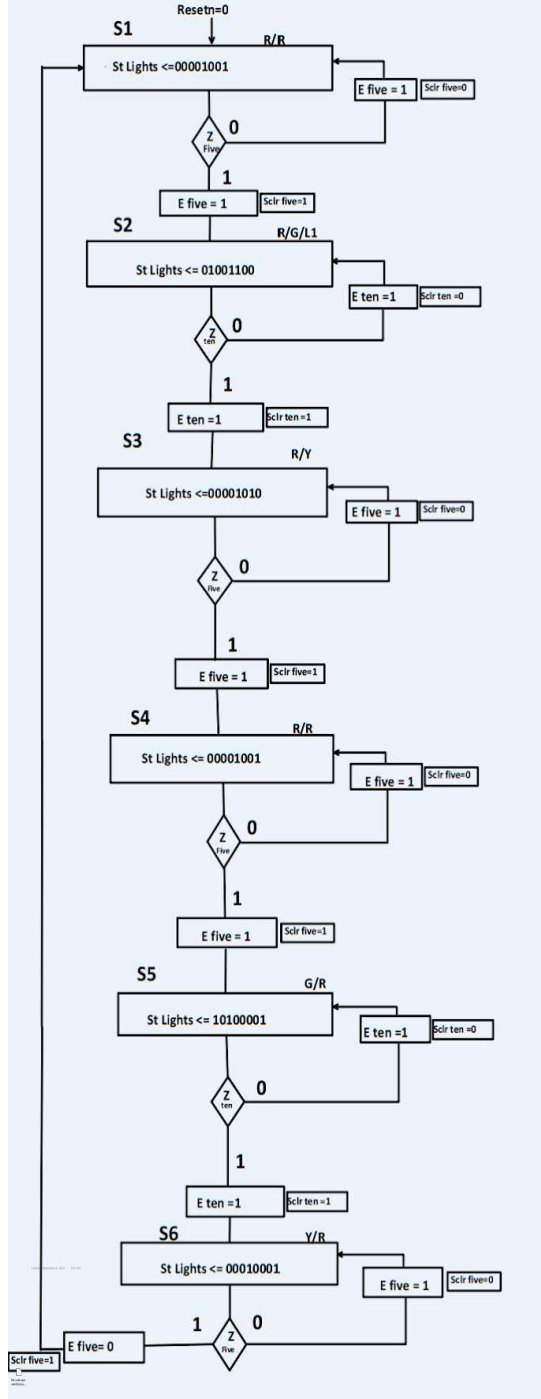 Resetn=0
S1
R/R
St Lights <=00001001
E five = 1
Sclr five=0
Z
Five
0
1
E five = 1
Sclr five=1
S2
R/G/L1
St Lights <= 01001100
E ten =1
Sclr ten =0
Z
ten
0
1
E ten =1
Sclr ten =1
S3
R/Y
St Lights <=00001010
E five = 1
Sclr five=0
Z
Five
0
1
E five = 1
Sclr five=1
S4
R/R
St Lights <= 00001001
E five = 1
Sclr five=0
Z
Five
0
1
E five = 1
Sclr five=1
S5
G/R
St Lights <= 10100001
E ten =1
Sclr ten =0
Z
ten
0
1
E ten =1
Sclr ten =1
S6
Y/R
St Lights <= 00010001
E five = 1
Sclr five=0
1
Z
Five
0
E five= 0
Sclr five=1